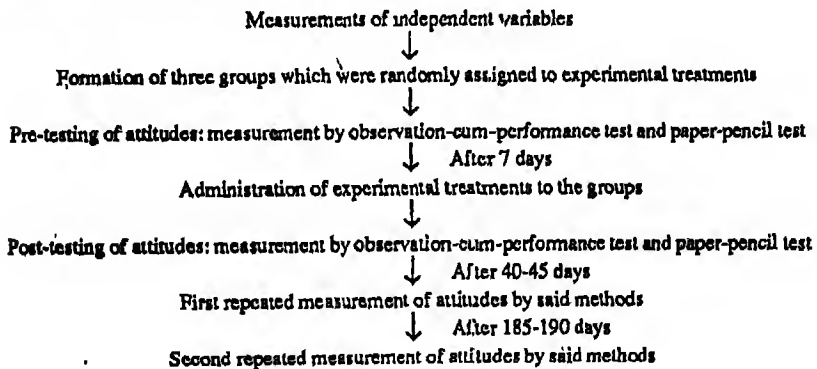 Measurements of independent variables
Formation of three groups which were randomly assigned to experimental treatments
Pre-testing of attitudes: measurement by observation-cum-performance test and paper-pencil test
After 7 days
Administration of experimental treatments to the groups
Post-testing of attitudes: measurement by observation-cum-performance test and paper-pencil test
After 40-45 days
First repeated measurement of attitudes by said methods
After 185-190 days
Second repeated measurement of attitudes by said methods